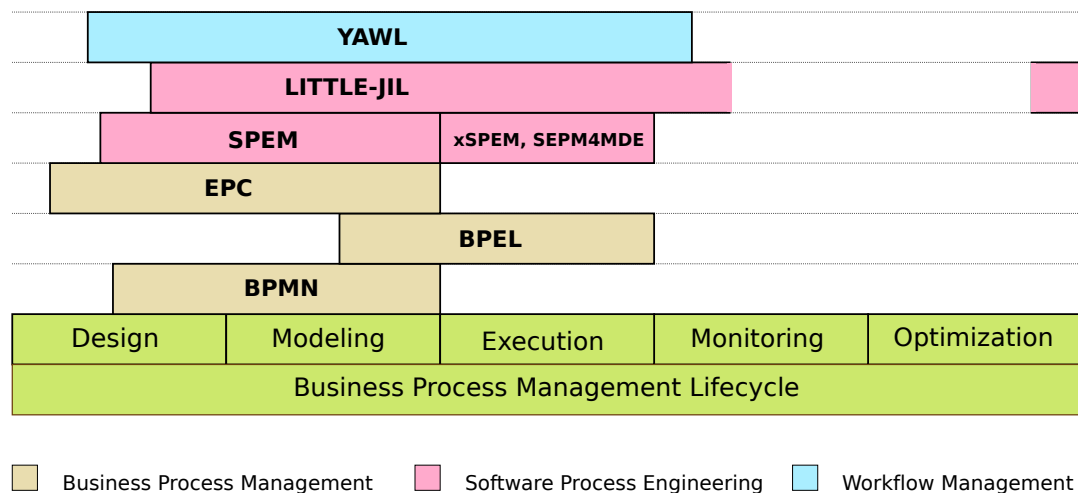 YAWL
LITTLE-JIL
SPEM xSPEM, SEPM4MDE
EPC
BPEL
BPMN
Design Modeling Execution Monitoring Optimization
Business Process Management Lifecycle
Business Process Management Software Process Engineering Workflow Management